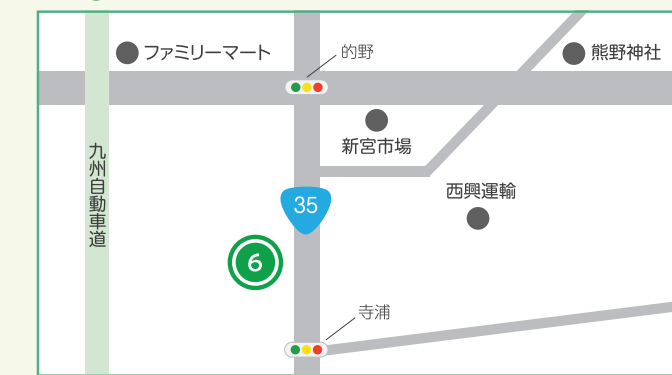 ファミリーマート
的野
熊野神社
新宮市場
九州自動車道
西興運輸
35
6
寺浦